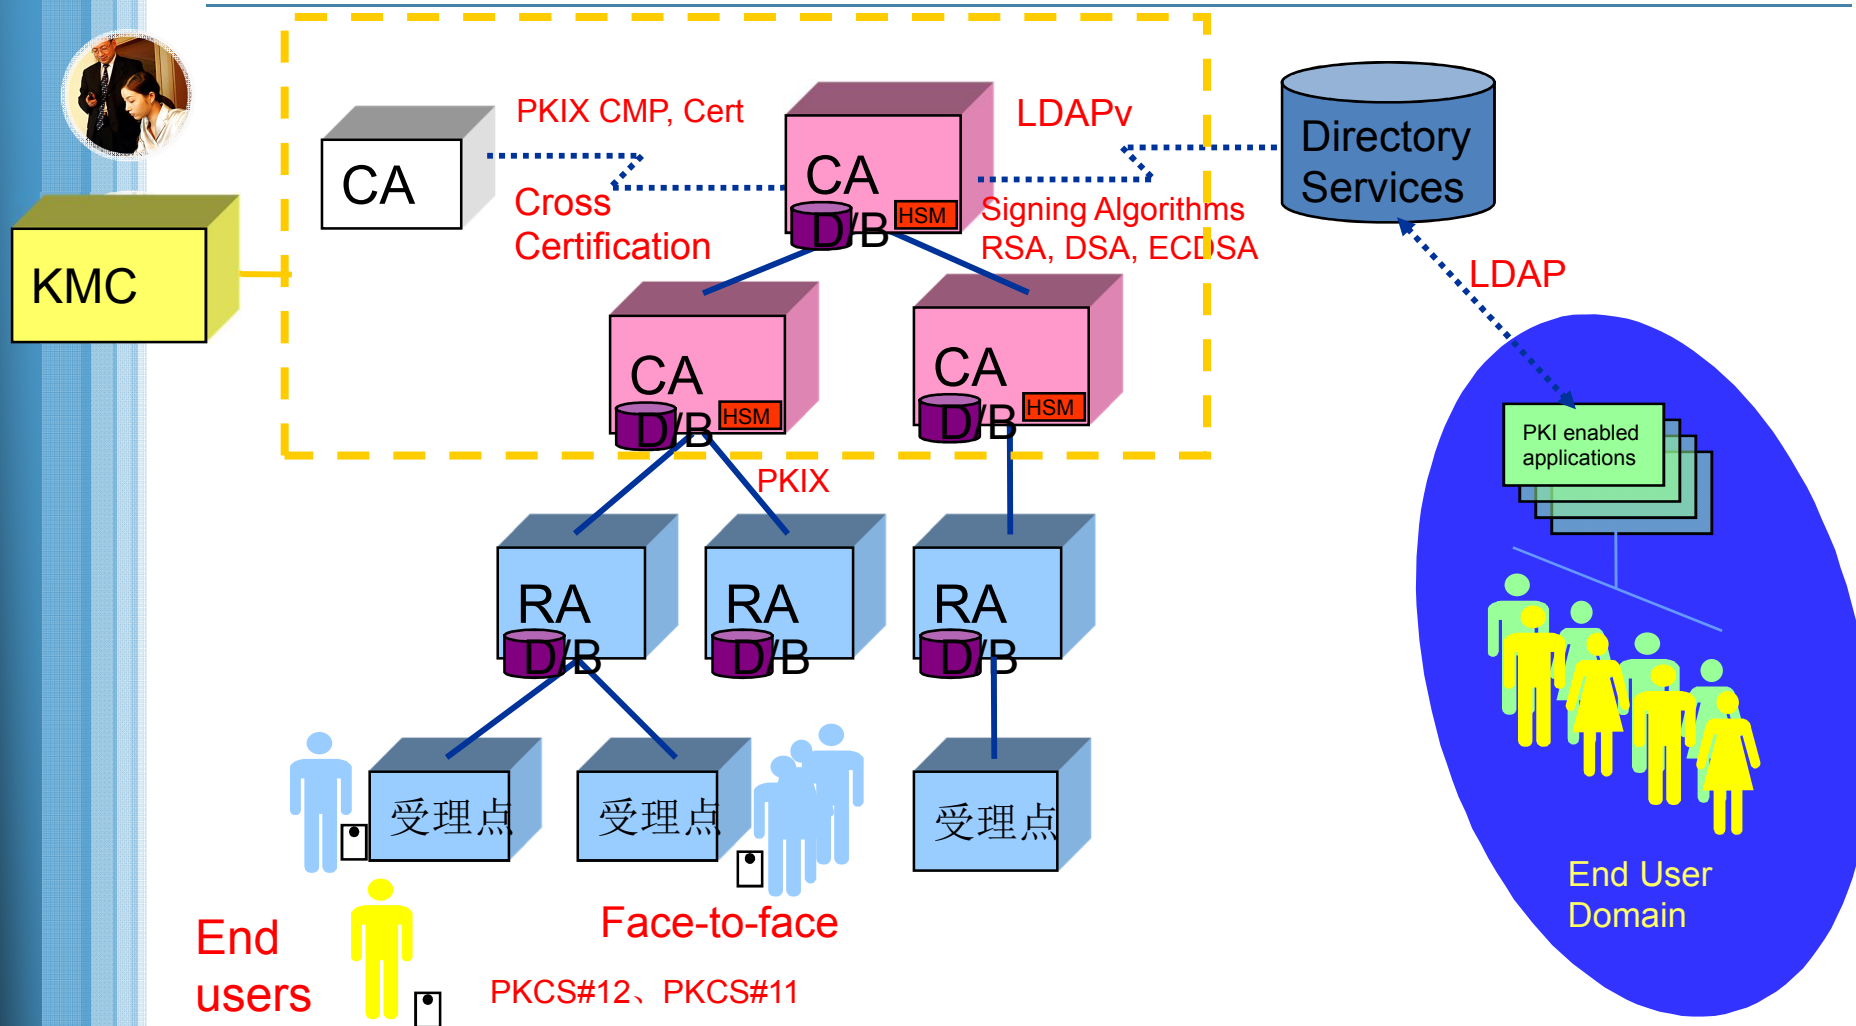 PKIX CMP, Cert
LDAPv
CA
CA
D/B
HSM
Directory
Services
Cross
Certification
Signing Algorithms
RSA, DSA, ECDSA
KMC
LDAP
CA
D/B
HSM
CA
D/B
HSM
PKI enabled
applications
PKIX
RA
D/B
RA
D/B
RA
D/B
受理点
受理点
受理点
End User
Domain
Face-to-face
End
users
PKCS#12、PKCS#11